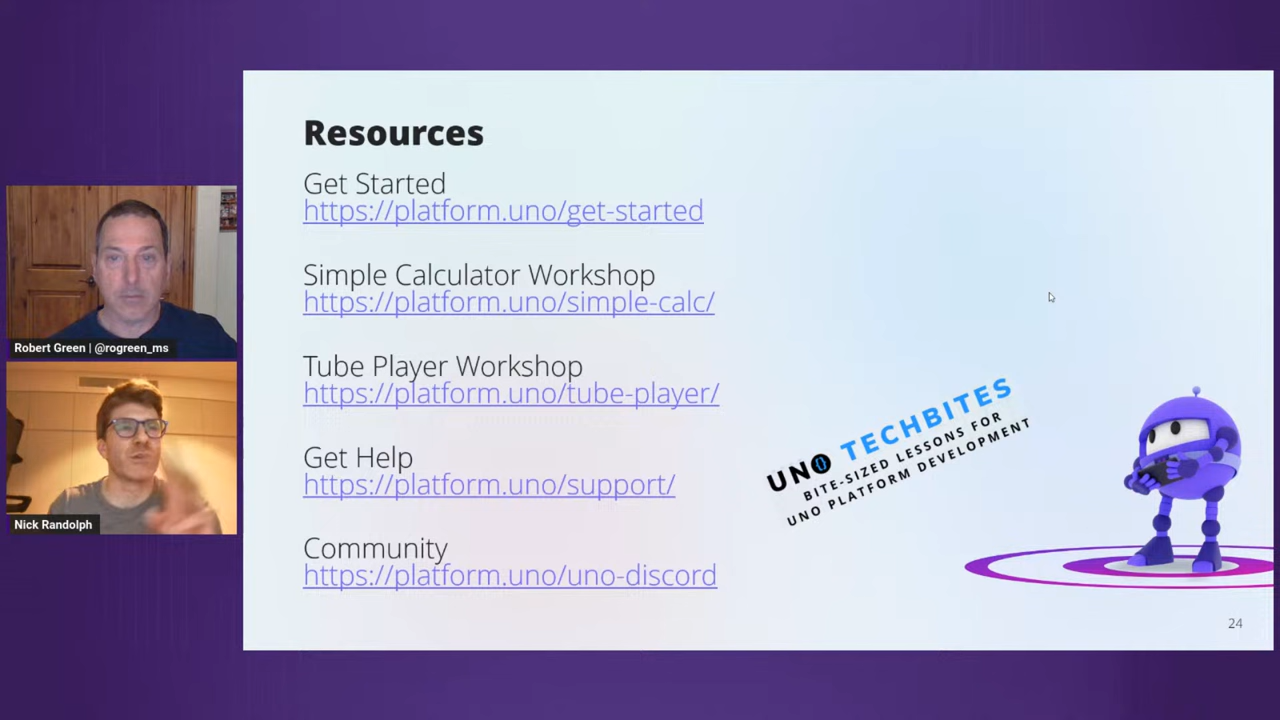 Resources
Get Started
https://platform.uno/get-started
Simple Calculator Workshop
https://platform.uno/simple-calc/
Tube Player Workshop
https://platform.uno/tube-player/
Get Help
https://platform.uno/support/
Community
https://platform.uno/uno-discord
UNO TECHBITES
BITE-SIZED LESSONS FOR
UNO PLATFORM DEVELOPMENT
24
Robert Green | @rogreen_ms
Nick Randolph